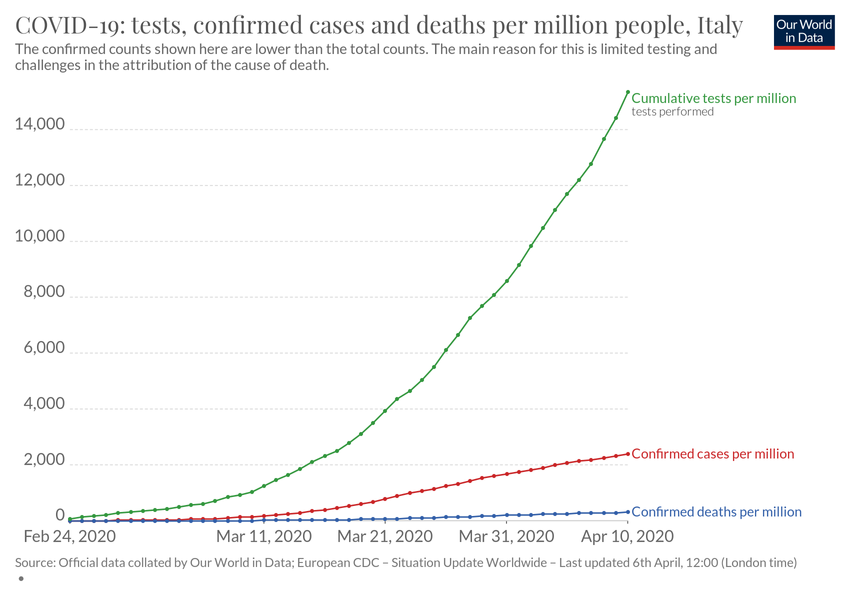 COVID-19: tests, confirmed cases and deaths per million people, Italy
Our World
in Data
The confirmed counts shown here are lower than the total counts. The main reason for this is limited testing and
challenges in the attribution of the cause of death.
Cumulative tests per million
tests performed
14,000
12,000
10,000
8,000
6,000
4,000
2,000
Confirmed cases per million
0
Confirmed deaths per million
Feb 24, 2020
Mar 11, 2020
Mar 21, 2020
Mar 31, 2020
Apr 10, 2020
Source: Official data collated by Our World in Data; European CDC – Situation Update Worldwide – Last updated 6th April, 12:00 (London time)
•